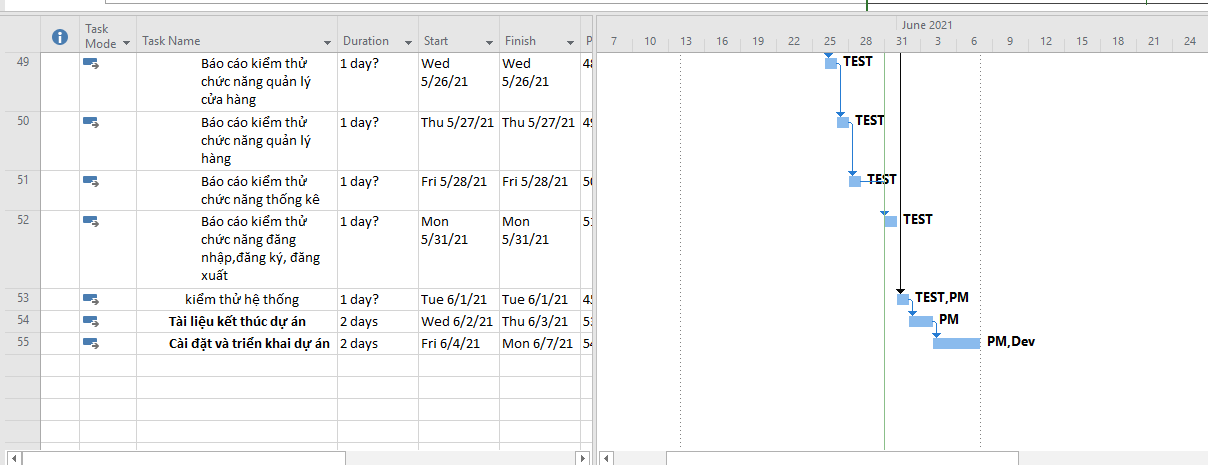 June 2021
Task Mode Task Name Duration Start Finish P
7 10 13 16 19 22 25 28 31 3 6 9 12 15 18 21 24
49 Báo cáo kiểm thử 1 day? Wed Wed 48 TEST
chức năng quản lý 5/26/21 5/26/21
cửa hàng
50 Báo cáo kiểm thử 1 day? Thu 5/27/21 Thu 5/27/21 49 TEST
chức năng quản lý
hàng
51 Báo cáo kiểm thử 1 day? Fri 5/28/21 Fri 5/28/21 50 TEST
chức năng thống kê
52 Báo cáo kiểm thử 1 day? Mon Mon 51 TEST
chức năng đăng 5/31/21 5/31/21
nhập,đăng ký, đăng
xuất
53 kiểm thử hệ thống 1 day? Tue 6/1/21 Tue 6/1/21 45 TEST,PM
54 Tài liệu kết thúc dự án 2 days Wed 6/2/21 Thu 6/3/21 53 PM
55 Cài đặt và triển khai dự án 2 days Fri 6/4/21 Mon 6/7/21 54 PM,Dev